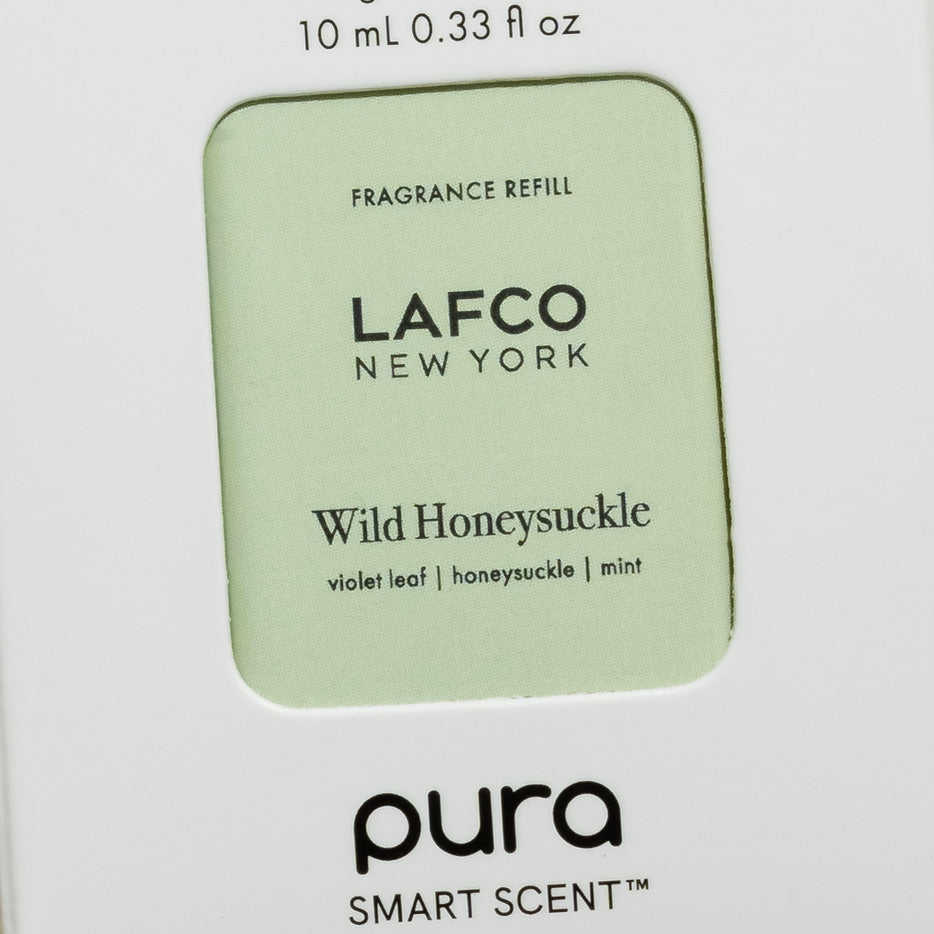 10 mL 0.33 fl oz
FRAGRANCE REFILL
LAFCO
NEW YORK
Wild Honeysuckle
violet leaf | honeysuckle | mint
pura
SMART SCENT™